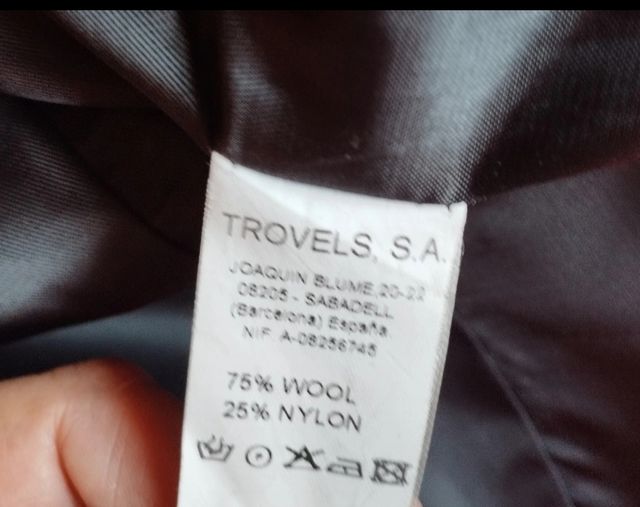 TROVELS, S.A.
JOAQUIN BLUME,20-22
08205 - SABADELL
(Barcelona) España
NIF. A-08256745
75% WOOL
25% NYLON